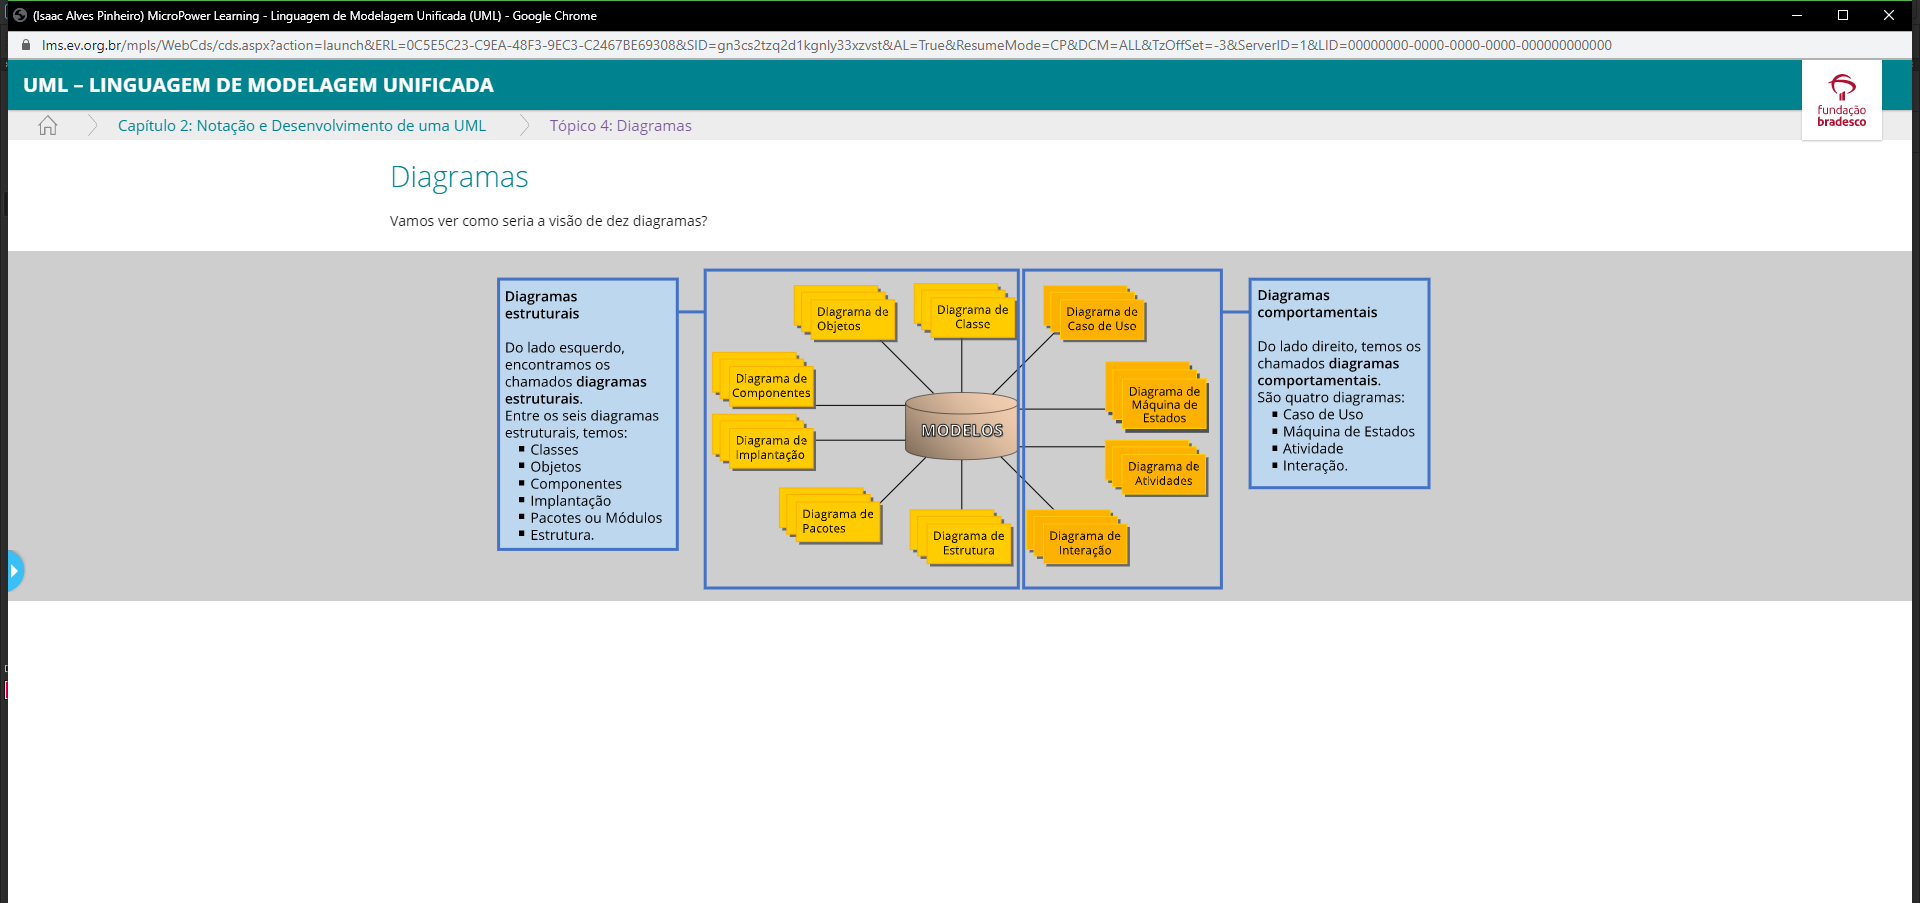 (Isaac Alves Pinheiro) MicroPower Learning - Linguagem de Modelagem Unificada (UML) - Google Chrome
lms.ev.org.br/mpls/WebCds/cds.aspx?action=launch&ERL=0C5E5C23-C9EA-48F3-9EC3-C2467BE69308&SID=gn3cs2tzq2d1kgnly33xzvst&AL=True&ResumeMode=CP&DCM=ALL&TzOffSet=-3&ServerID=1&LID=00000000-0000-0000-0000-000000000000
UML – LINGUAGEM DE MODELAGEM UNIFICADA
fundação
bradesco
Capítulo 2: Notação e Desenvolvimento de uma UML
Tópico 4: Diagramas
Diagramas
Vamos ver como seria a visão de dez diagramas?
Diagramas
estruturais
Do lado esquerdo,
encontramos os
chamados diagramas
estruturais.
Entre os seis diagramas
estruturais, temos:
▪ Classes
▪ Objetos
▪ Componentes
▪ Implantação
▪ Pacotes ou Módulos
▪ Estrutura.
Diagrama de
Objetos
Diagrama de
Classe
Diagrama de
Componentes
Diagrama de
Implantação
Diagrama de
Pacotes
Diagrama de
Estrutura
MODELOS
Diagrama de
Caso de Uso
Diagrama de
Máquina de
Estados
Diagrama de
Atividades
Diagrama de
Interação
Diagramas
comportamentais
Do lado direito, temos os
chamados diagramas
comportamentais.
São quatro diagramas:
▪ Caso de Uso
▪ Máquina de Estados
▪ Atividade
▪ Interação.